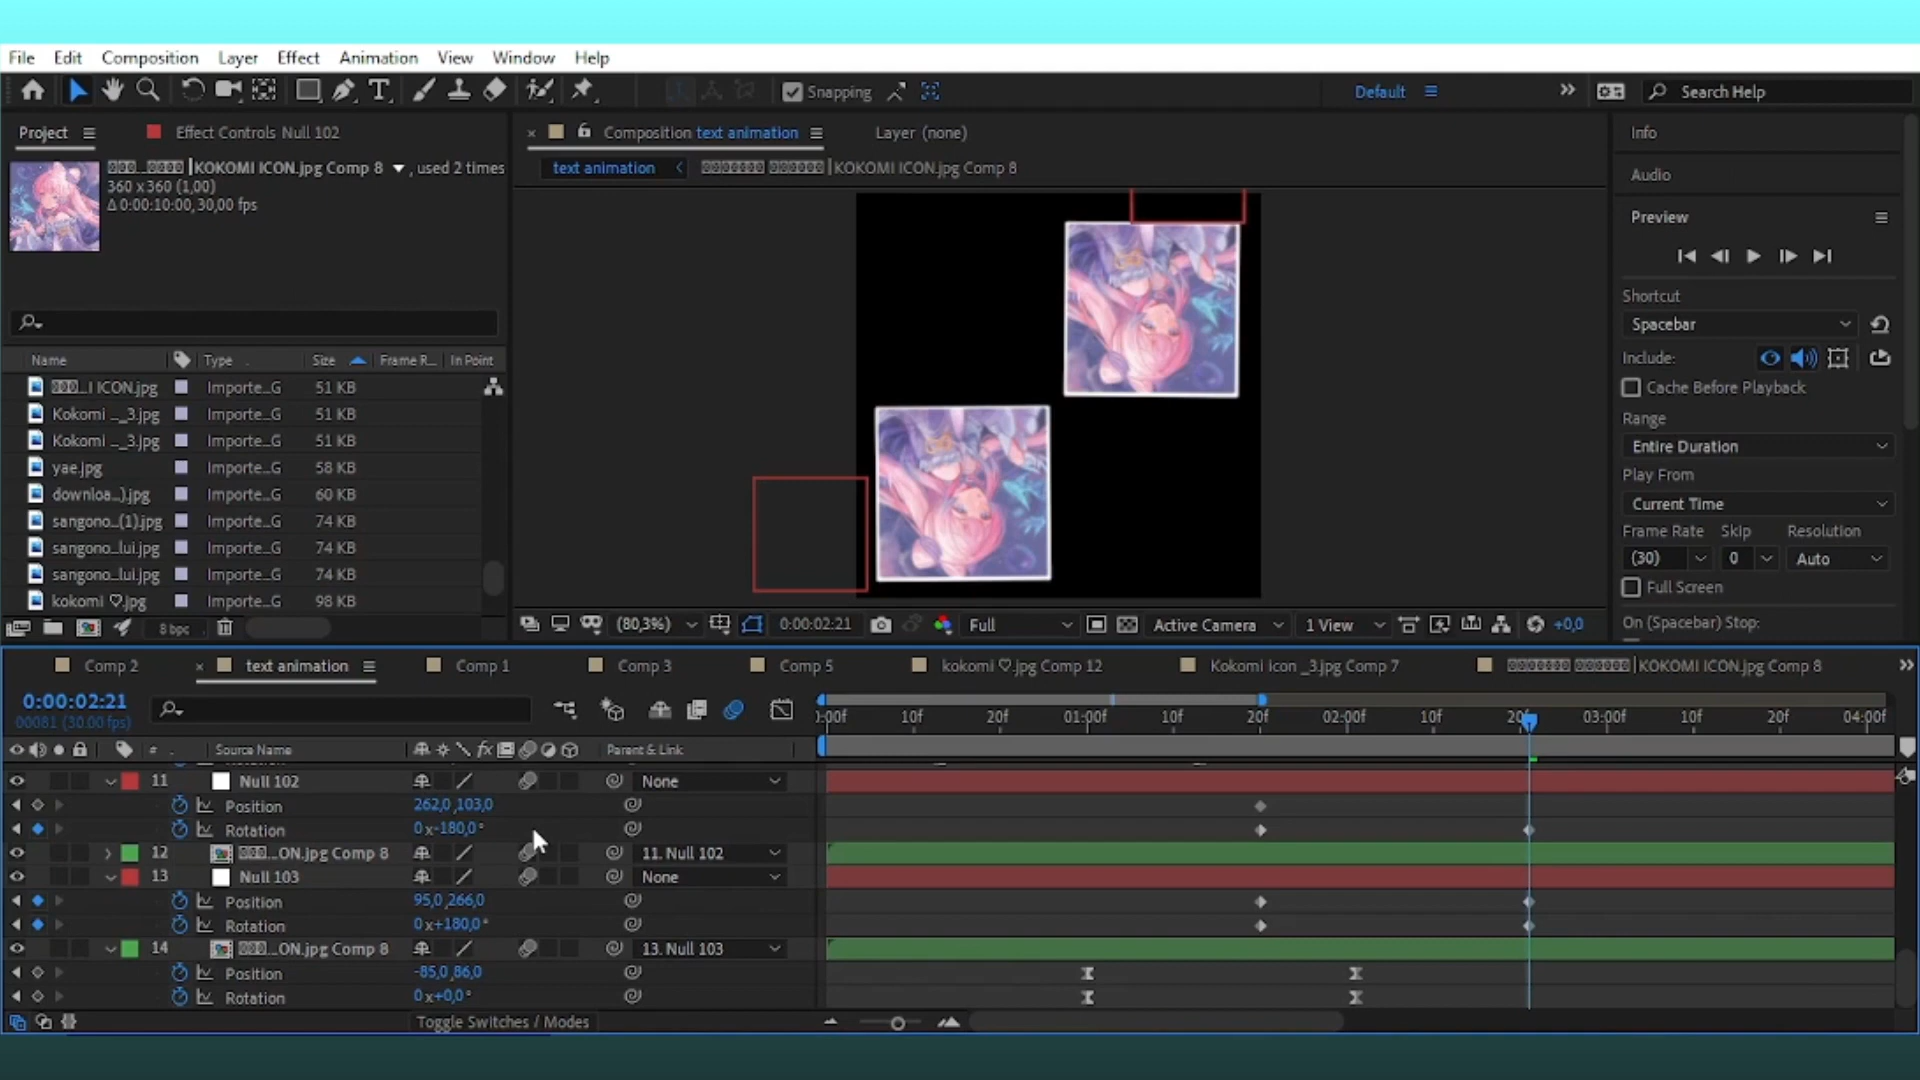 File Edit Composition Layer Effect Animation View Window Help
Snapping Default Search Help
Project Effect Controls Null 102 Composition text animation Layer (none)
|KOKOMI ICON.jpg Comp 8 , used 2 times
360 x 360 (1,00)
Δ 0:00:10:00, 30,00 fps
text animation |KOKOMI ICON.jpg Comp 8
Name Type Size Frame R... In Point
...I ICON.jpg Importe...G 51 KB
Kokomi ..._3.jpg Importe...G 51 KB
Kokomi ..._3.jpg Importe...G 51 KB
yae.jpg Importe...G 58 KB
downloa...).jpg Importe...G 60 KB
sangono...(1).jpg Importe...G 74 KB
sangono...lui.jpg Importe...G 74 KB
sangono...lui.jpg Importe...G 74 KB
kokomi ♡.jpg Importe...G 98 KB
8 bpc
(80,3%) 0:00:02:21 Full Active Camera 1 View +0,0
Info
Audio
Preview
Shortcut
Spacebar
Include:
Cache Before Playback
Range
Entire Duration
Play From
Current Time
Frame Rate Skip Resolution
(30) 0 Auto
Full Screen
On (Spacebar) Stop:
Comp 2 text animation Comp 1 Comp 3 Comp 5 kokomi ♡.jpg Comp 12 Kokomi icon _3.jpg Comp 7 |KOKOMI ICON.jpg Comp 8
0:00:02:21
00081 (30.00 fps)
:00f 10f 20f 01:00f 10f 20f 02:00f 10f 20f 03:00f 10f 20f 04:00f
# Source Name fx Parent & Link
11 Null 102 None
Position 262,0,103,0
Rotation 0x-180,0°
12 ...ON.jpg Comp 8 11. Null 102
13 Null 103 None
Position 95,0,266,0
Rotation 0x+180,0°
14 ...ON.jpg Comp 8 13. Null 103
Position -85,0,86,0
Rotation 0x+0,0°
Toggle Switches / Modes